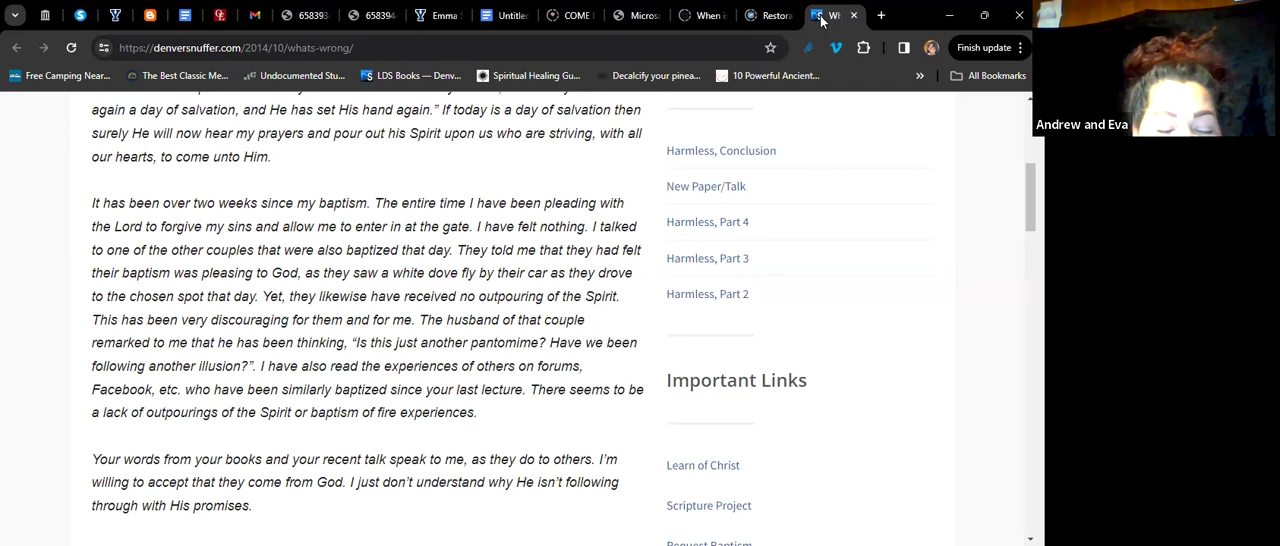 658393
658394
Emma S
Untitled
COME
Micros
When is
Restora
Wh
https://denversnuffer.com/2014/10/whats-wrong/
Finish update
Free Camping Near...
The Best Classic Me...
Undocumented Stu...
LDS Books — Denv...
Spiritual Healing Gu...
Decalcify your pinea...
10 Powerful Ancient...
All Bookmarks
Andrew and Eva
again a day of salvation, and He has set His hand again.” If today is a day of salvation then
surely He will now hear my prayers and pour out his Spirit upon us who are striving, with all
our hearts, to come unto Him.
It has been over two weeks since my baptism. The entire time I have been pleading with
the Lord to forgive my sins and allow me to enter in at the gate. I have felt nothing. I talked
to one of the other couples that were also baptized that day. They told me that they had felt
their baptism was pleasing to God, as they saw a white dove fly by their car as they drove
to the chosen spot that day. Yet, they likewise have received no outpouring of the Spirit.
This has been very discouraging for them and for me. The husband of that couple
remarked to me that he has been thinking, “Is this just another pantomime? Have we been
following another illusion?”. I have also read the experiences of others on forums,
Facebook, etc. who have been similarly baptized since your last lecture. There seems to be
a lack of outpourings of the Spirit or baptism of fire experiences.
Your words from your books and your recent talk speak to me, as they do to others. I’m
willing to accept that they come from God. I just don’t understand why He isn’t following
through with His promises.
Harmless, Conclusion
New Paper/Talk
Harmless, Part 4
Harmless, Part 3
Harmless, Part 2
Important Links
Learn of Christ
Scripture Project
Request Baptism